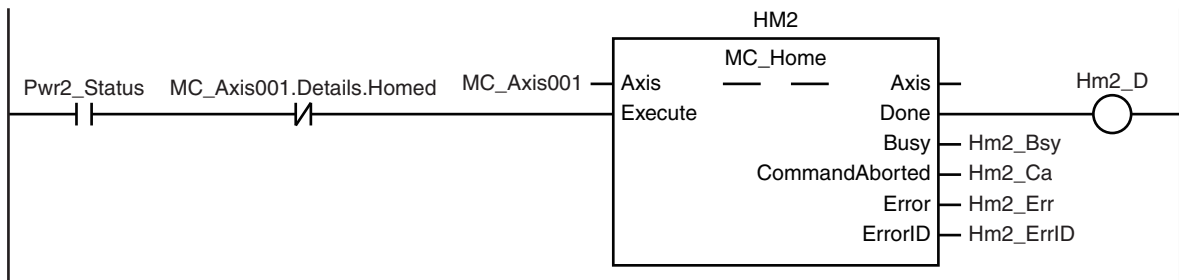 HM2
MC_Home
Pwr2_Status MC_Axis001.Details.Homed MC_Axis001 Axis Axis Hm2_D
Execute Done
Busy Hm2_Bsy
CommandAborted Hm2_Ca
Error Hm2_Err
ErrorID Hm2_ErrID